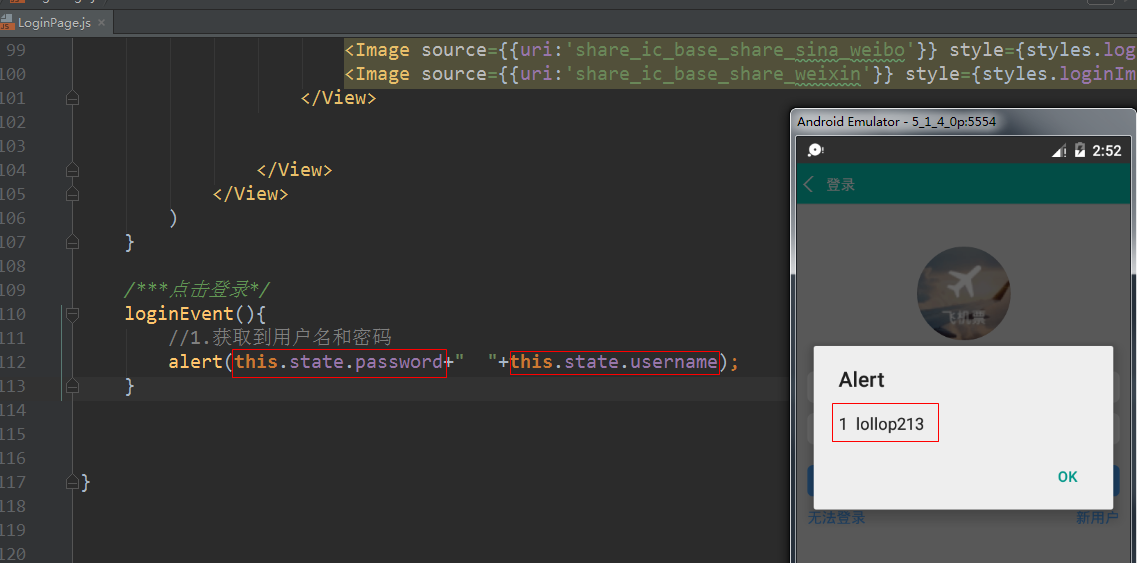 LoginPage.js
99 <Image source={{uri:'share_ic_base_share_sina_weibo'}} style={styles.log
100 <Image source={{uri:'share_ic_base_share_weixin'}} style={styles.loginIm
101 </View>
102
103
104 </View>
105 </View>
106 )
107 }
108
109 /***点击登录*/
110 loginEvent(){
111 //1.获取到用户名和密码
112 alert(this.state.password+"  "+this.state.username);
113 }
114
115
116
117 }
118
119
120
Android Emulator - 5_1_4_0p:5554
2:52
登录
飞机票
Alert
1 lollop213
OK
无法登录 新用户